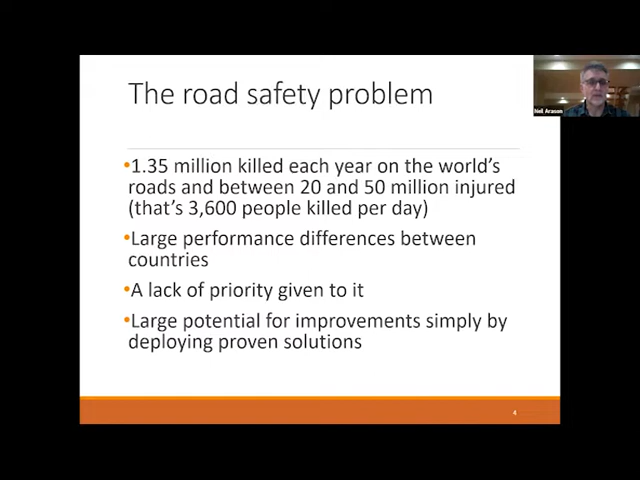 The road safety problem
Neil Arason
•1.35 million killed each year on the world's
roads and between 20 and 50 million injured
(that's 3,600 people killed per day)
•Large performance differences between
countries
•A lack of priority given to it
•Large potential for improvements simply by
deploying proven solutions
4